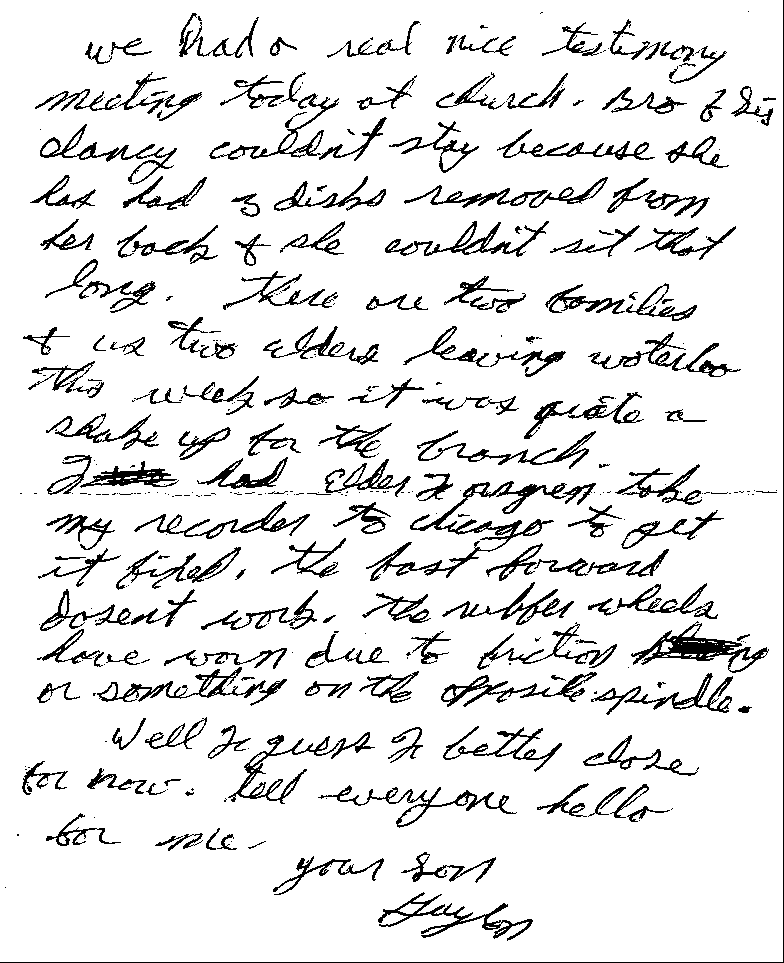 we had a real nice testimony
meeting today at church. Bro & Sis
clancy couldn't stay because she
has had 3 disks removed from
her back & she couldn't sit that
long. There are two families
& us two elders leaving waterloo
this week so it was quite a
shake up for the branch.
I had Elder Forsgren take
my recorder to chicago to get
it fixed. The fast forward
dosent work. The rubber wheels
have worn due to friction
or something on the opposite spindle.
Well I guess I better close
for now. tell everyone hello
for me.
your son